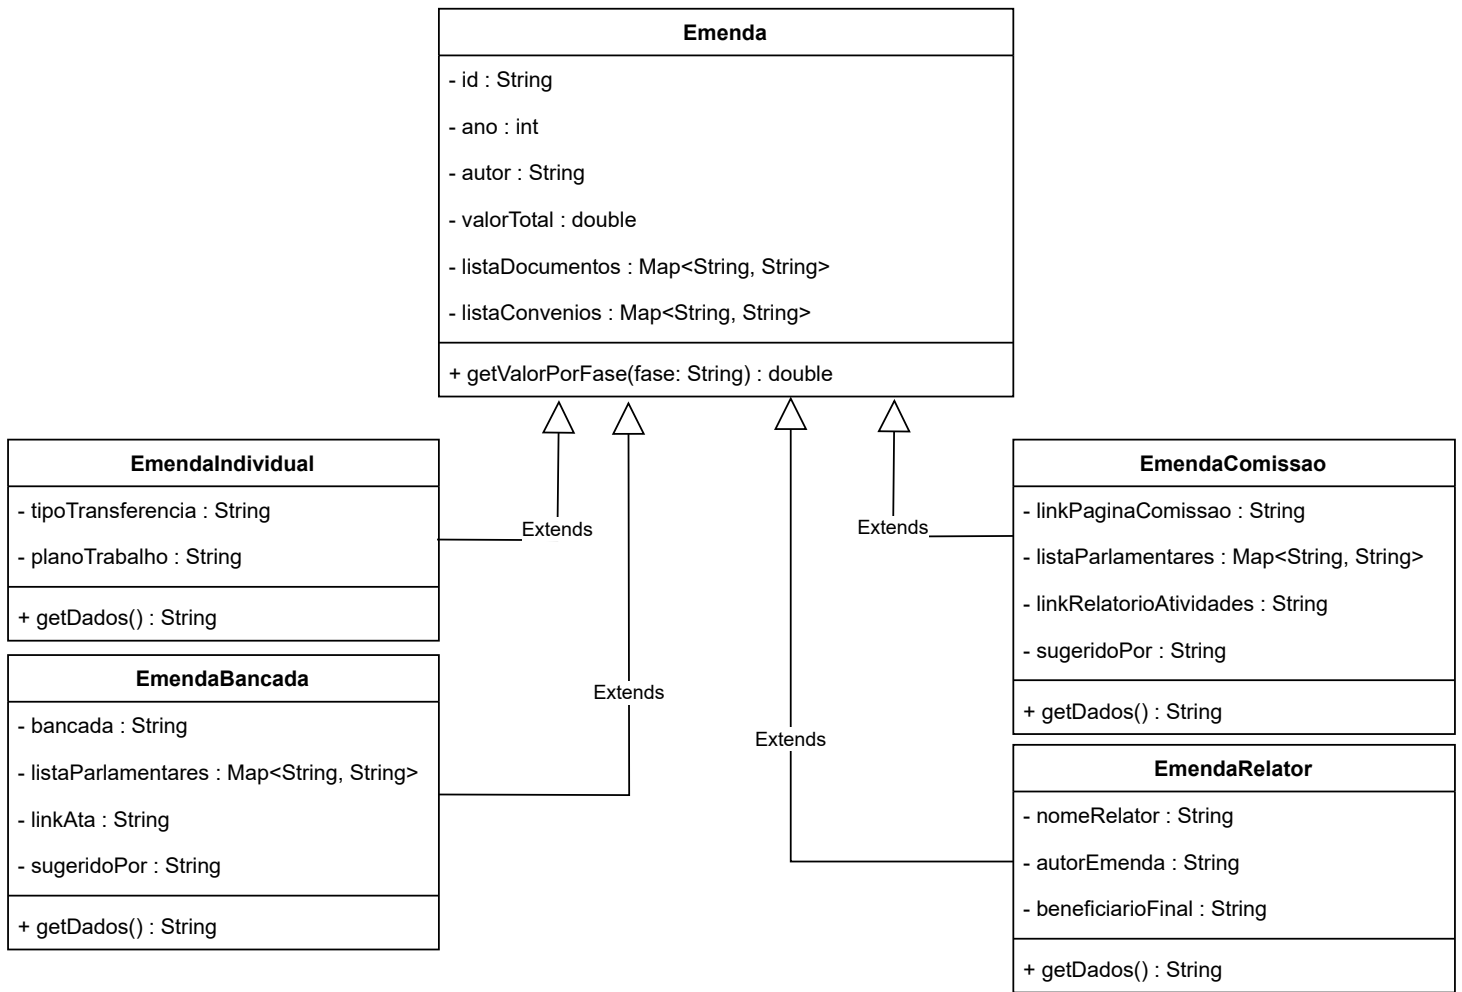 Emenda
- id : String
- ano : int
- autor : String
- valorTotal : double
- listaDocumentos : Map<String, String>
- listaConvenios : Map<String, String>
+ getValorPorFase(fase: String) : double
EmendaIndividual
- tipoTransferencia : String
- planoTrabalho : String
+ getDados() : String
Extends
EmendaBancada
- bancada : String
- listaParlamentares : Map<String, String>
- linkAta : String
- sugeridoPor : String
+ getDados() : String
Extends
Extends
EmendaComissao
- linkPaginaComissao : String
- listaParlamentares : Map<String, String>
- linkRelatorioAtividades : String
- sugeridoPor : String
+ getDados() : String
Extends
EmendaRelator
- nomeRelator : String
- autorEmenda : String
- beneficiarioFinal : String
+ getDados() : String